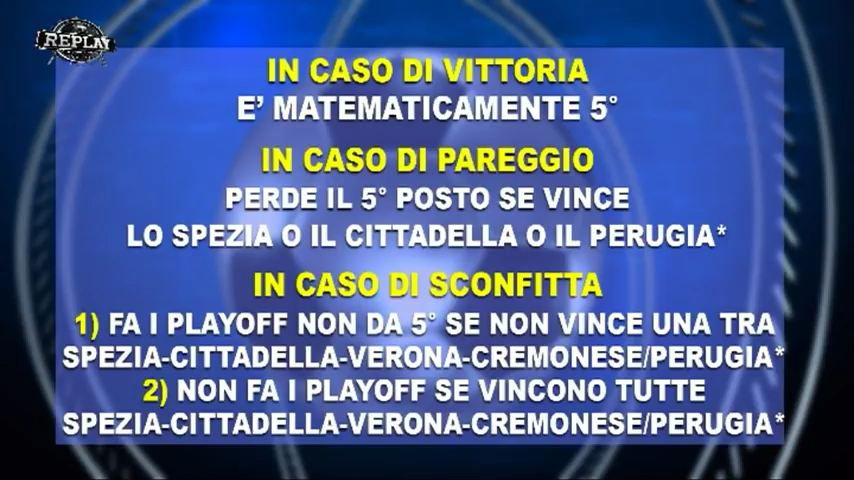 REPLAY
IN CASO DI VITTORIA
E' MATEMATICAMENTE 5°
IN CASO DI PAREGGIO
PERDE IL 5° POSTO SE VINCE
LO SPEZIA O IL CITTADELLA O IL PERUGIA*
IN CASO DI SCONFITTA
1) FA I PLAYOFF NON DA 5° SE NON VINCE UNA TRA
SPEZIA-CITTADELLA-VERONA-CREMONESE/PERUGIA*
2) NON FA I PLAYOFF SE VINCONO TUTTE
SPEZIA-CITTADELLA-VERONA-CREMONESE/PERUGIA*